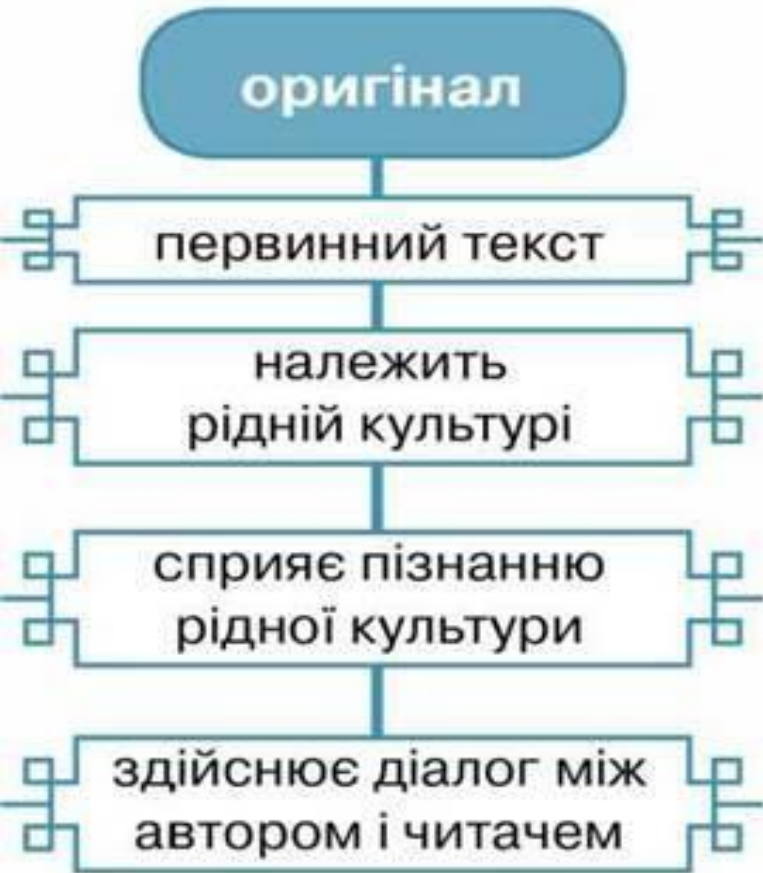 оригінал
первинний текст
належить
рідній культурі
сприяє пізнанню
рідної культури
здійснює діалог між
автором і читачем